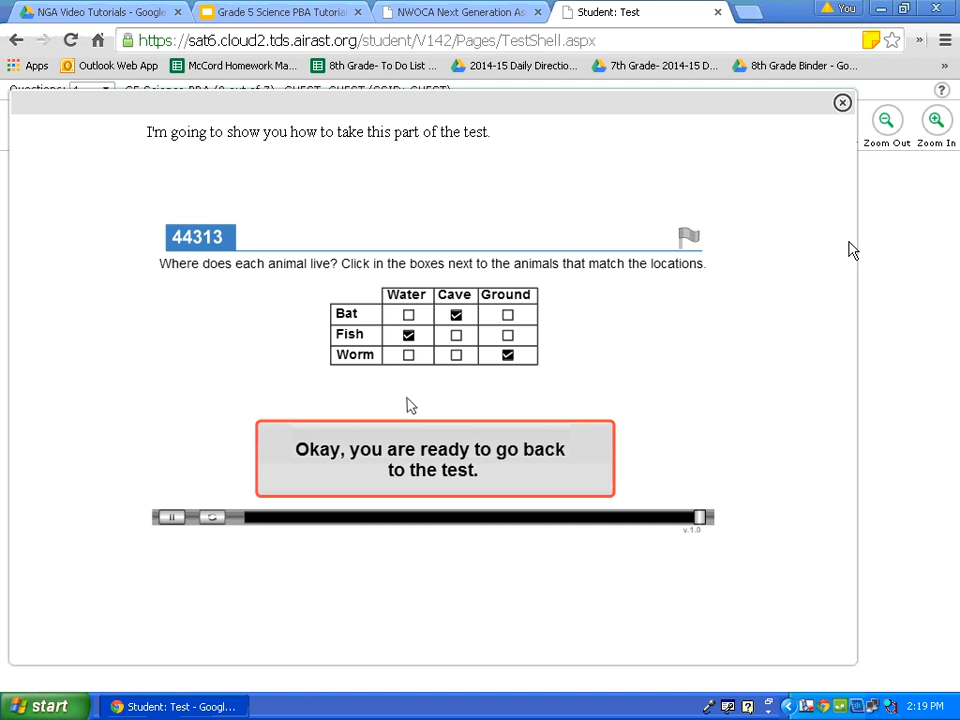 NGA Video Tutorials - Google
Grade 5 Science PBA Tutoria
NWOCA Next Generation As
Student: Test
You
https://sat6.cloud2.tds.airast.org/student/V142/Pages/TestShell.aspx
Apps
Outlook Web App
McCord Homework Ma...
8th Grade- To Do List ...
2014-15 Daily Directio...
7th Grade- 2014-15 D...
8th Grade Binder - Go...
Zoom Out
Zoom In
I'm going to show you how to take this part of the test.
44313
Where does each animal live? Click in the boxes next to the animals that match the locations.
Water Cave Ground
Bat
Fish
Worm
Okay, you are ready to go back
to the test.
v.1.0
start
Student: Test - Googl...
2:19 PM